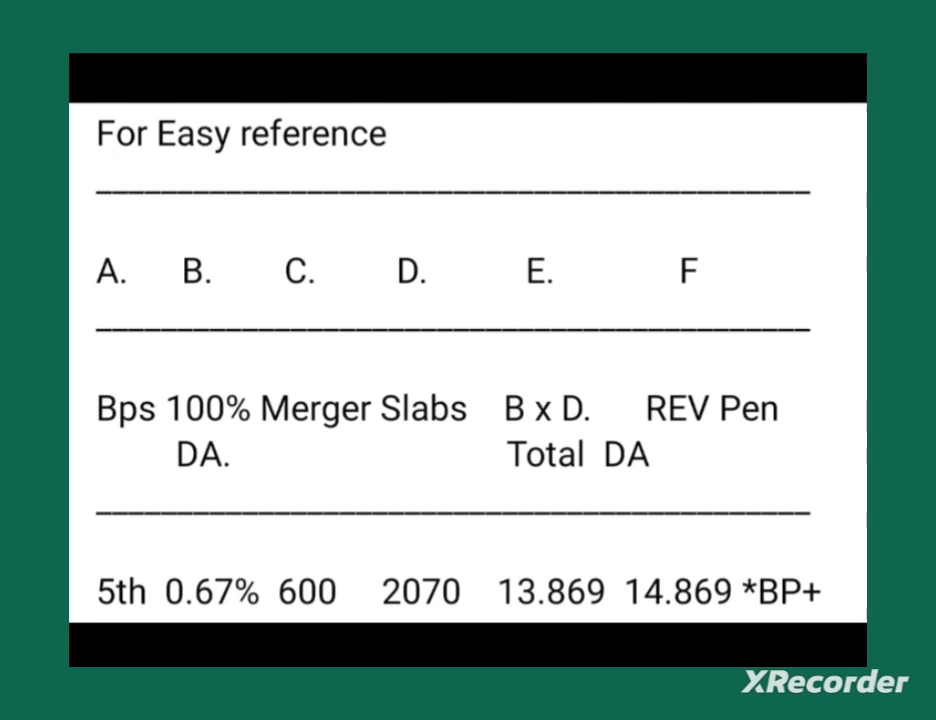 For Easy reference
A. B. C. D. E. F
Bps 100% Merger Slabs B x D. REV Pen
DA. Total DA
5th 0.67% 600 2070 13.869 14.869 *BP+
XRecorder